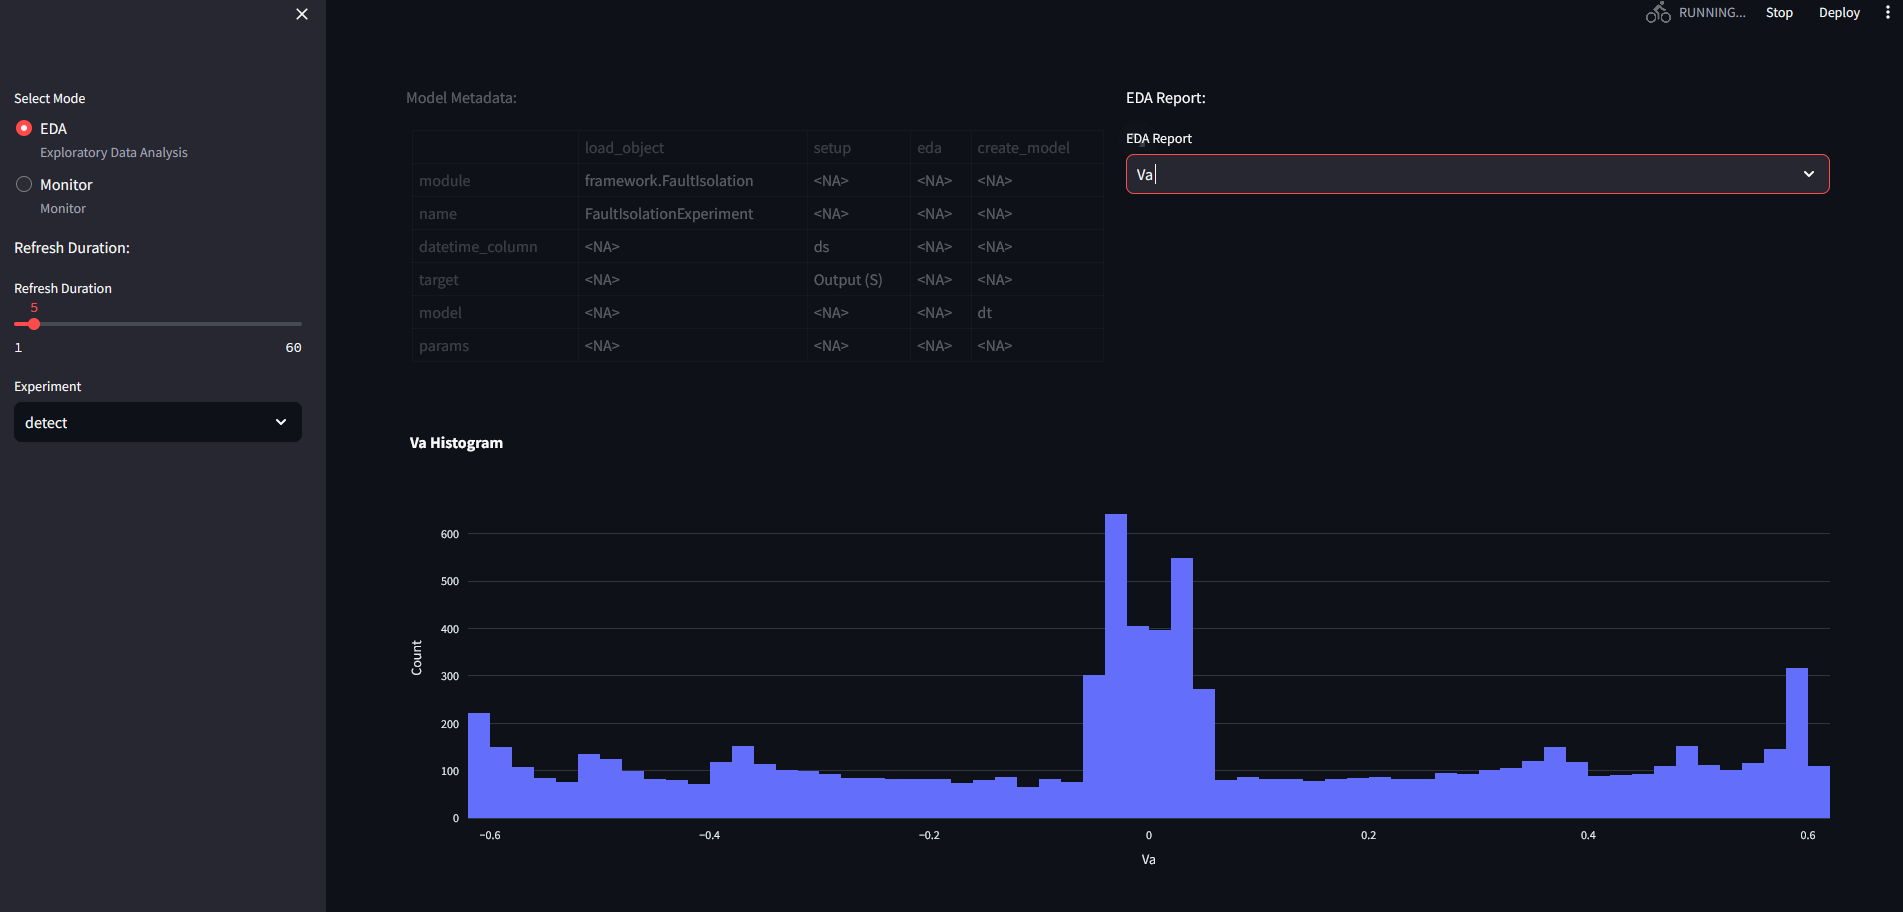 RUNNING... Stop Deploy
Select Mode
EDA
Exploratory Data Analysis
Monitor
Monitor
Refresh Duration:
Refresh Duration
5
1 60
Experiment
detect
Model Metadata:
load_object setup eda create_model
module framework.FaultIsolation <NA> <NA> <NA>
name FaultIsolationExperiment <NA> <NA> <NA>
datetime_column <NA> ds <NA> <NA>
target <NA> Output (S) <NA> <NA>
model <NA> <NA> <NA> dt
params <NA> <NA> <NA> <NA>
EDA Report:
EDA Report
Va
Va Histogram
600
500
400
300
200
100
0
Count
−0.6 −0.4 −0.2 0 0.2 0.4 0.6
Va